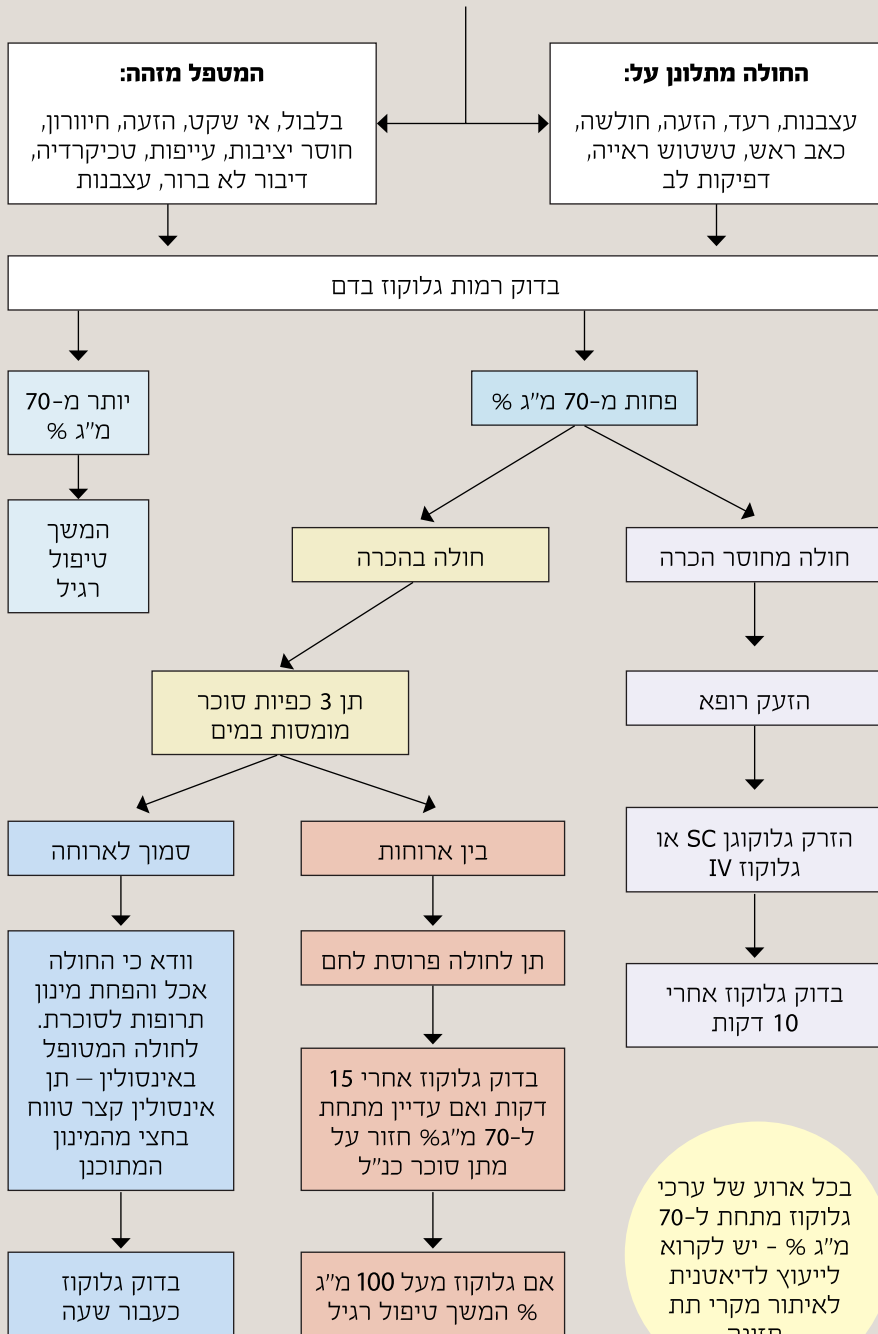 החולה מתלונן על:
עצבנות, רעד, הזעה, חולשה,
כאב ראש, טשטוש ראייה,
דפיקות לב
המטפל מזהה:
בלבול, אי שקט, הזעה, חיוורון,
חוסר יציבות, עייפות, טכיקרדיה,
דיבור לא ברור, עצבנות
בדוק רמות גלוקוז בדם
פחות מ-70 מ"ג %
יותר מ-70
מ"ג %
המשך
טיפול
רגיל
חולה מחוסר הכרה
הזעק רופא
הזרק גלוקוגן SC או
גלוקוז IV
בדוק גלוקוז אחרי
10 דקות
חולה בהכרה
תן 3 כפיות סוכר
מומסות במים
בין ארוחות
תן לחולה פרוסת לחם
בדוק גלוקוז אחרי 15
דקות ואם עדיין מתחת
ל-70 מ"ג% חזור על
מתן סוכר כנ"ל
אם גלוקוז מעל 100 מ"ג
% המשך טיפול רגיל
סמוך לארוחה
וודא כי החולה
אכל והפחת מינון
תרופות לסוכרת.
לחולה המטופל
באינסולין – תן
אינסולין קצר טווח
בחצי מהמינון
המתוכנן
בדוק גלוקוז
כעבור שעה
בכל ארוע של ערכי
גלוקוז מתחת ל-70
מ"ג % - יש לקרוא
לייעוץ לדיאטנית
לאיתור מקרי תת